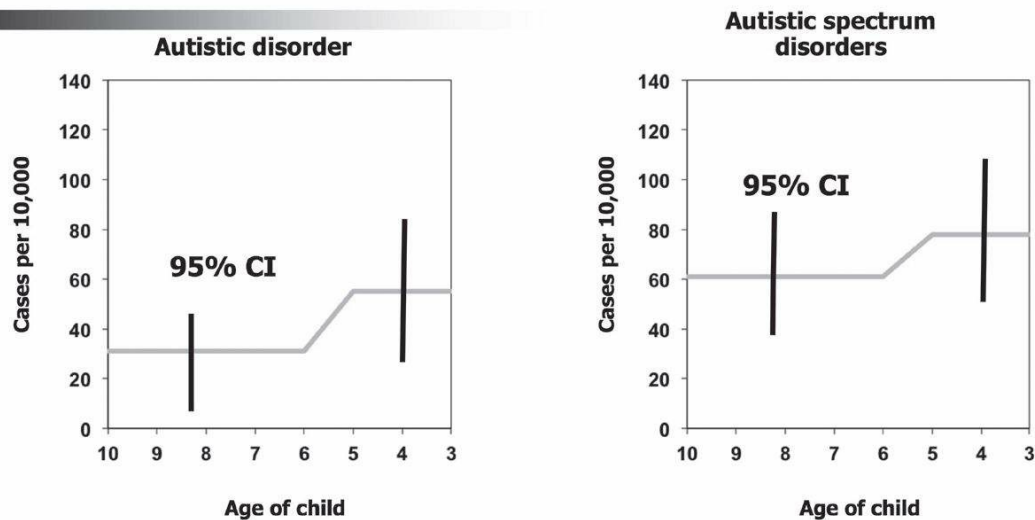 Autistic disorder
140
120
100
80
60
40
20
0
Cases per 10,000
95% CI
10 9 8 7 6 5 4 3
Age of child
Autistic spectrum
disorders
140
120
100
80
60
40
20
0
Cases per 10,000
95% CI
10 9 8 7 6 5 4 3
Age of child